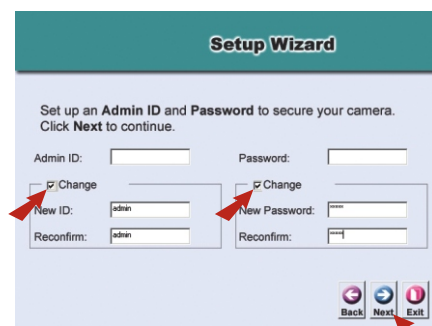 Setup Wizard
Set up an Admin ID and Password to secure your camera.
Click Next to continue.
Admin ID:
Password:
Change
Change
New ID: admin
New Password: *****
Reconfirm: admin
Reconfirm: *****
Back Next Exit